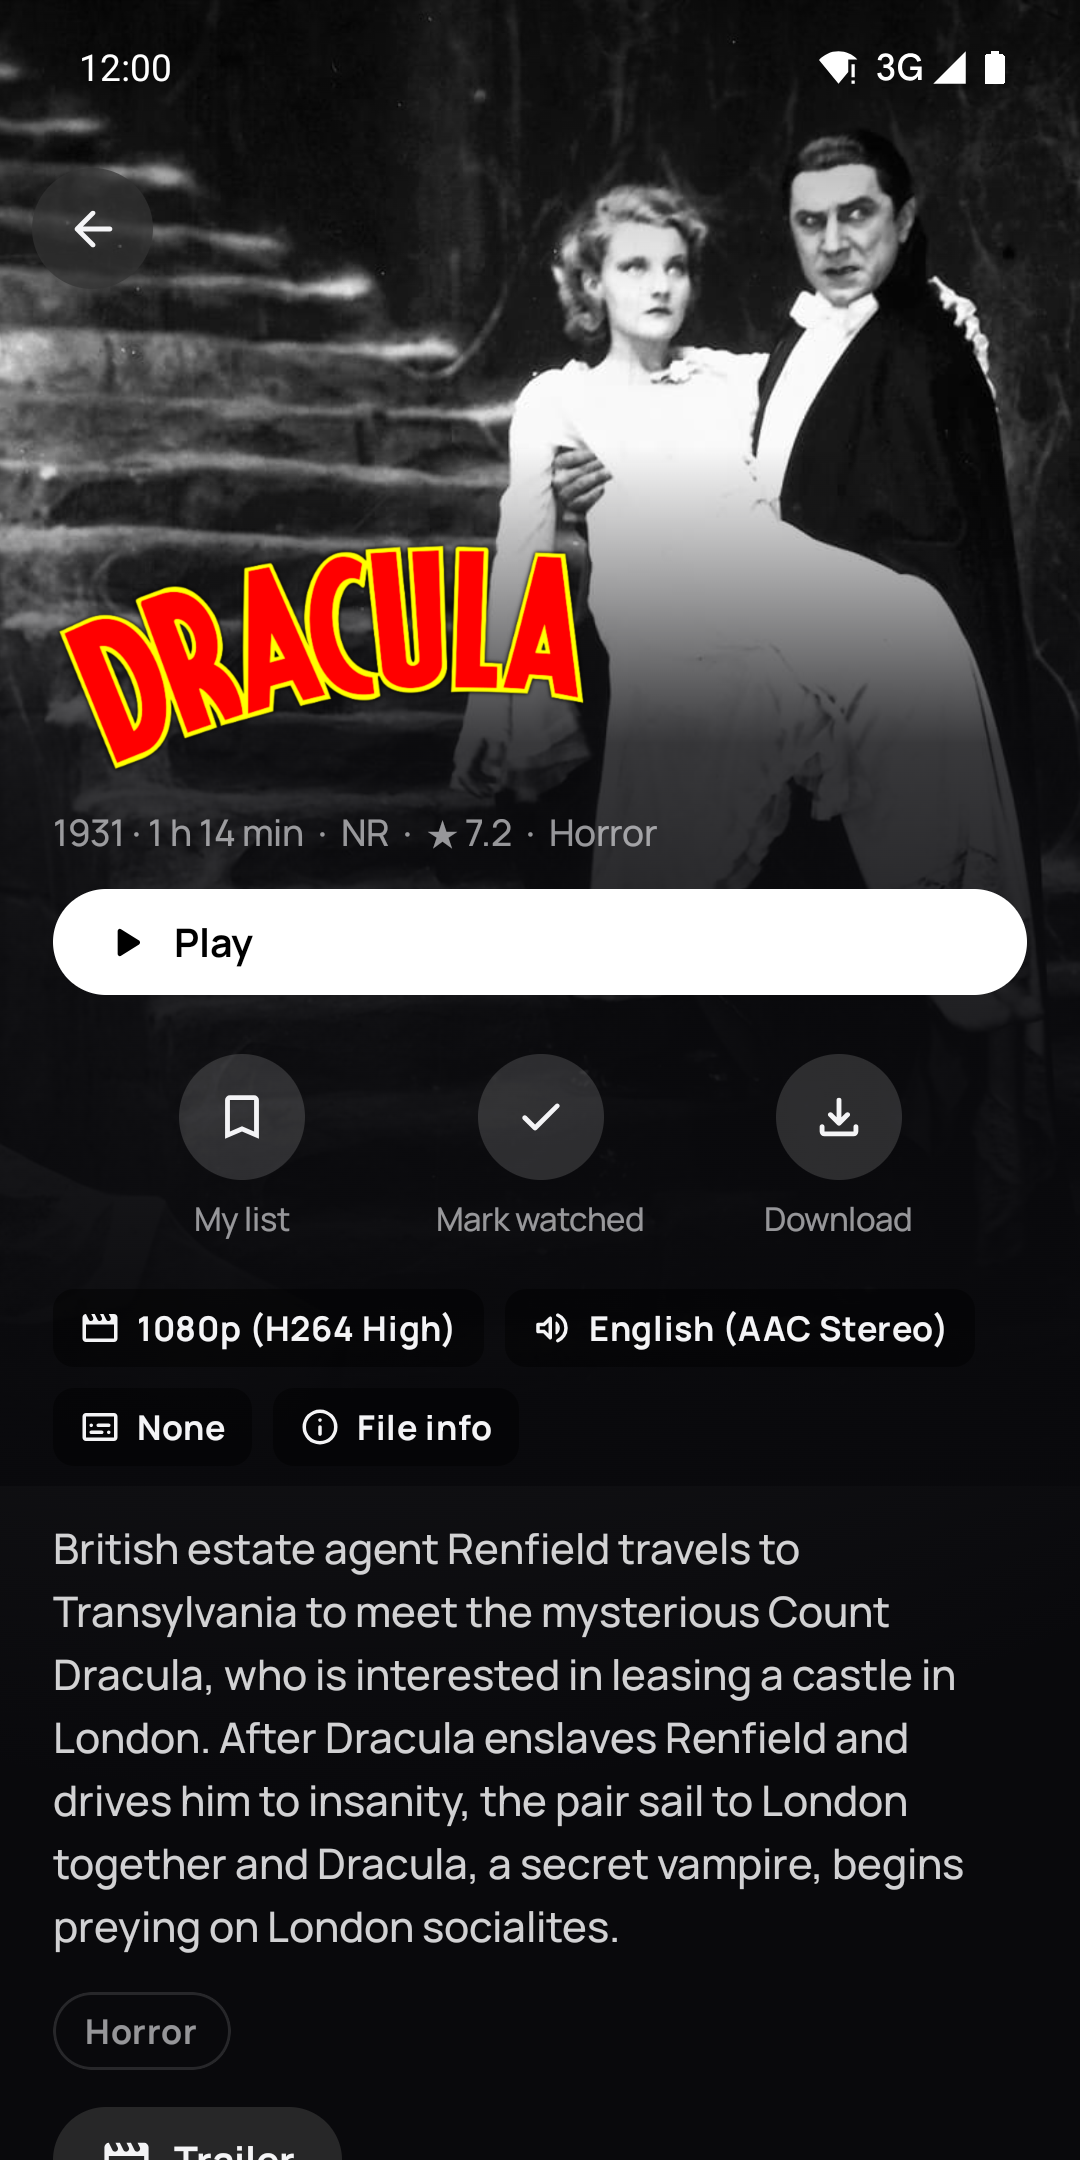 12:00
3G
DRACULA
1931 · 1 h 14 min · NR · ★ 7.2 · Horror
Play
My list
Mark watched
Download
1080p (H264 High)
English (AAC Stereo)
None
File info
British estate agent Renfield travels to
Transylvania to meet the mysterious Count
Dracula, who is interested in leasing a castle in
London. After Dracula enslaves Renfield and
drives him to insanity, the pair sail to London
together and Dracula, a secret vampire, begins
preying on London socialites.
Horror
Trailer